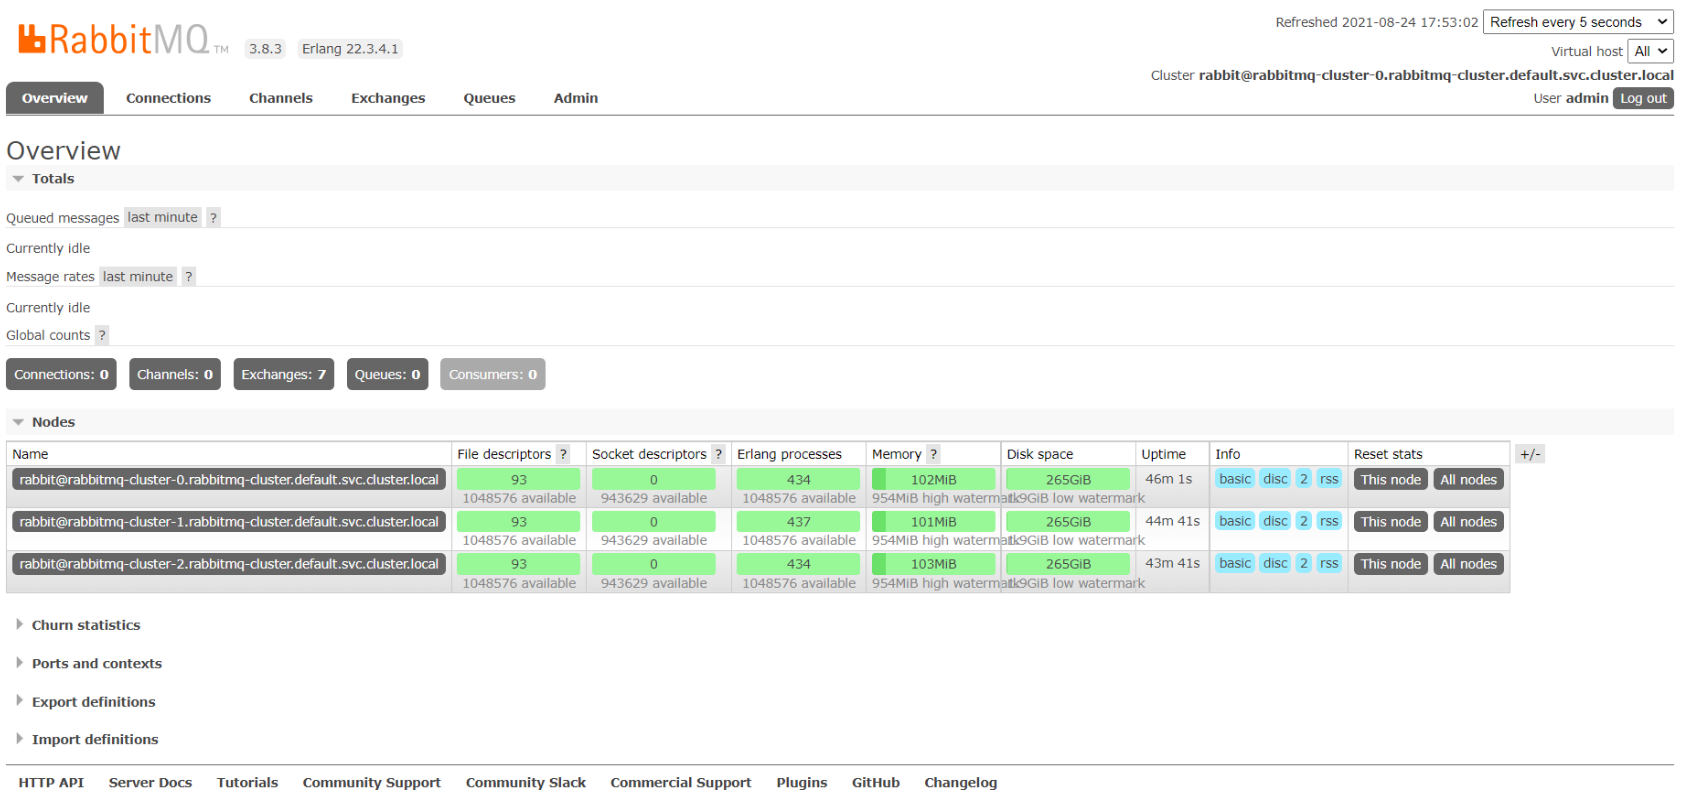 RabbitMQ TM 3.8.3 Erlang 22.3.4.1
Refreshed 2021-08-24 17:53:02 Refresh every 5 seconds
Virtual host All
Cluster rabbit@rabbitmq-cluster-0.rabbitmq-cluster.default.svc.cluster.local
User admin Log out
Overview Connections Channels Exchanges Queues Admin
Overview
Totals
Queued messages last minute ?
Currently idle
Message rates last minute ?
Currently idle
Global counts ?
Connections: 0 Channels: 0 Exchanges: 7 Queues: 0 Consumers: 0
Nodes
Name File descriptors ? Socket descriptors ? Erlang processes Memory ? Disk space Uptime Info Reset stats +/-
rabbit@rabbitmq-cluster-0.rabbitmq-cluster.default.svc.cluster.local 93 0 434 102MiB 265GiB 46m 1s basic disc 2 rss This node All nodes
1048576 available 943629 available 1048576 available 954MiB high watermark 1.9GiB low watermark
rabbit@rabbitmq-cluster-1.rabbitmq-cluster.default.svc.cluster.local 93 0 437 101MiB 265GiB 44m 41s basic disc 2 rss This node All nodes
1048576 available 943629 available 1048576 available 954MiB high watermark 1.9GiB low watermark
rabbit@rabbitmq-cluster-2.rabbitmq-cluster.default.svc.cluster.local 93 0 434 103MiB 265GiB 43m 41s basic disc 2 rss This node All nodes
1048576 available 943629 available 1048576 available 954MiB high watermark 1.9GiB low watermark
Churn statistics
Ports and contexts
Export definitions
Import definitions
HTTP API Server Docs Tutorials Community Support Community Slack Commercial Support Plugins GitHub Changelog